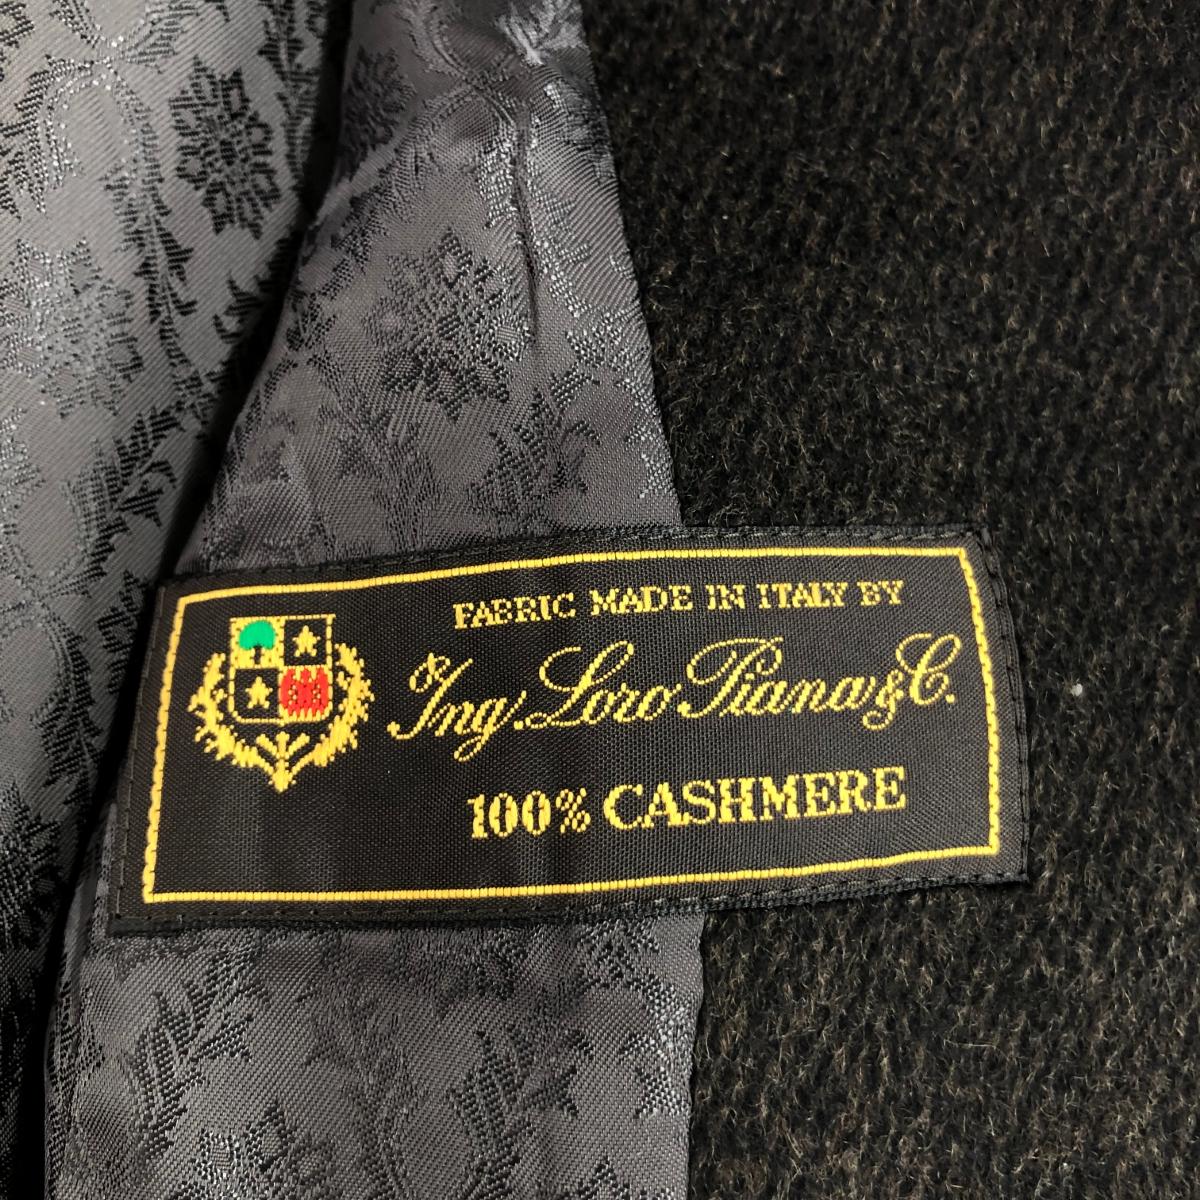 FABRIC MADE IN ITALY BY
Ing. Loro Piana & C.
100% CASHMERE